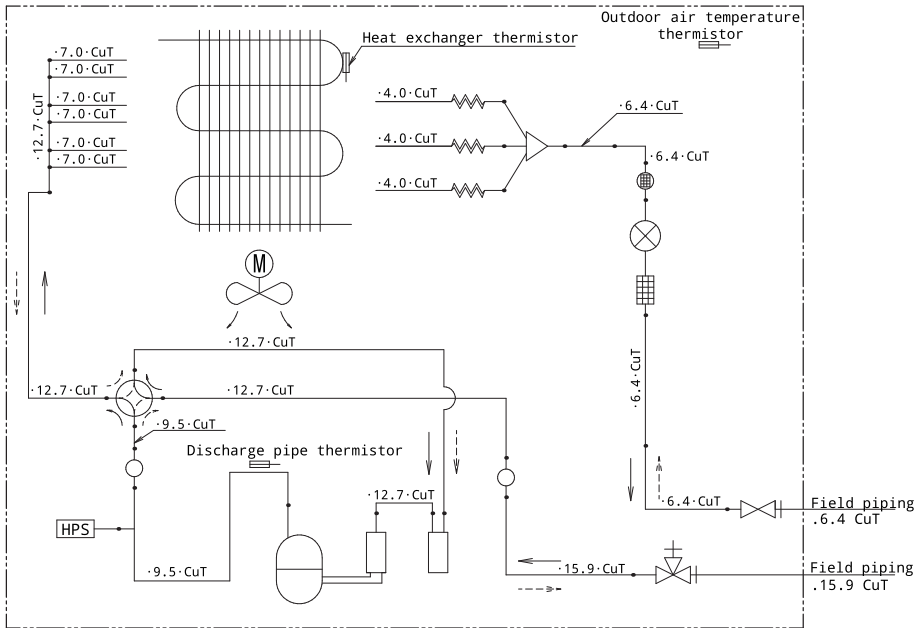 Outdoor air temperature
thermistor
Heat exchanger thermistor
·7.0·CuT
·7.0·CuT
·7.0·CuT
·7.0·CuT
·7.0·CuT
·7.0·CuT
·12.7·CuT
·4.0·CuT
·4.0·CuT
·4.0·CuT
·6.4·CuT
·6.4·CuT
M
·12.7·CuT
·12.7·CuT
·12.7·CuT
·6.4·CuT
·9.5·CuT
Discharge pipe thermistor
·12.7·CuT
·6.4·CuT
Field piping
.6.4 CuT
HPS
·9.5·CuT
·15.9·CuT
Field piping
.15.9 CuT